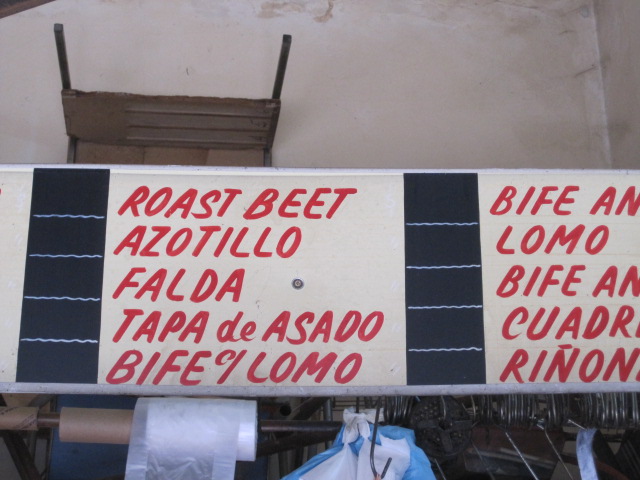 ROAST BEET
AZOTILLO
FALDA
TAPA de ASADO
BIFE c/ LOMO
BIFE AN
LOMO
BIFE AN
CUADR
RIÑON